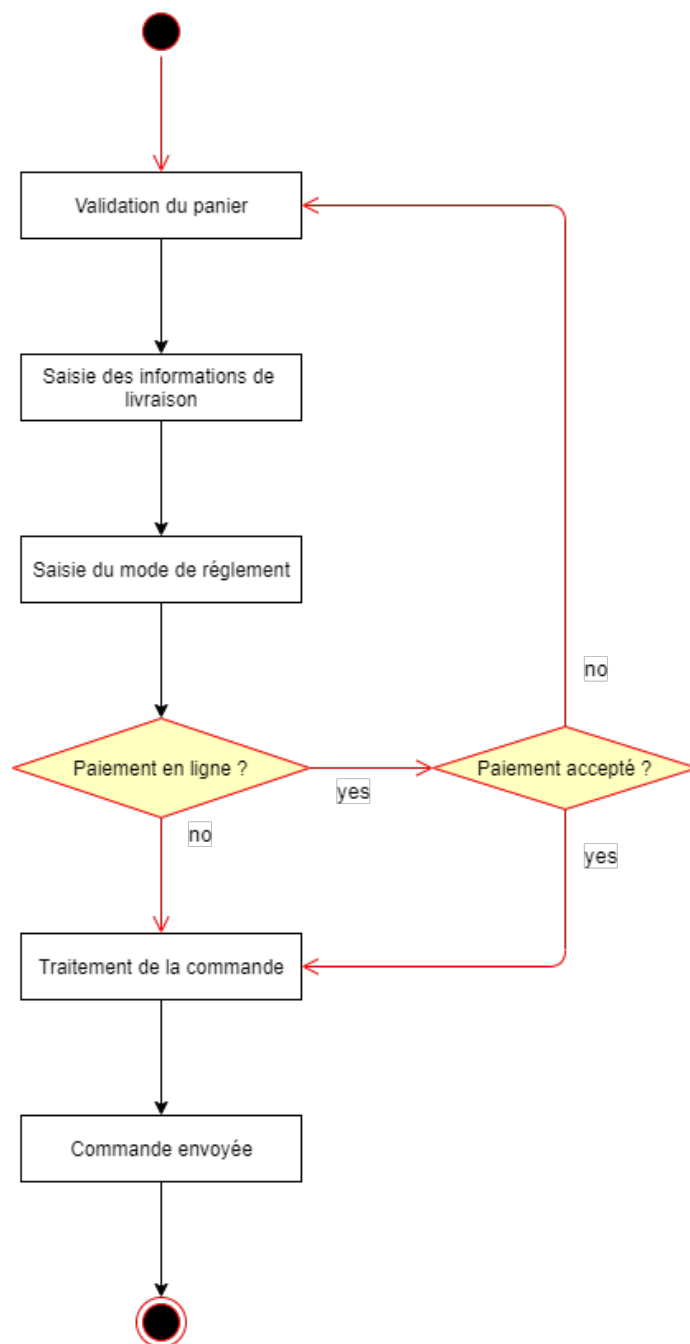 Validation du panier
Saisie des informations de
livraison
Saisie du mode de réglement
no
Paiement en ligne ?
Paiement accepté ?
yes
no
yes
Traitement de la commande
Commande envoyée